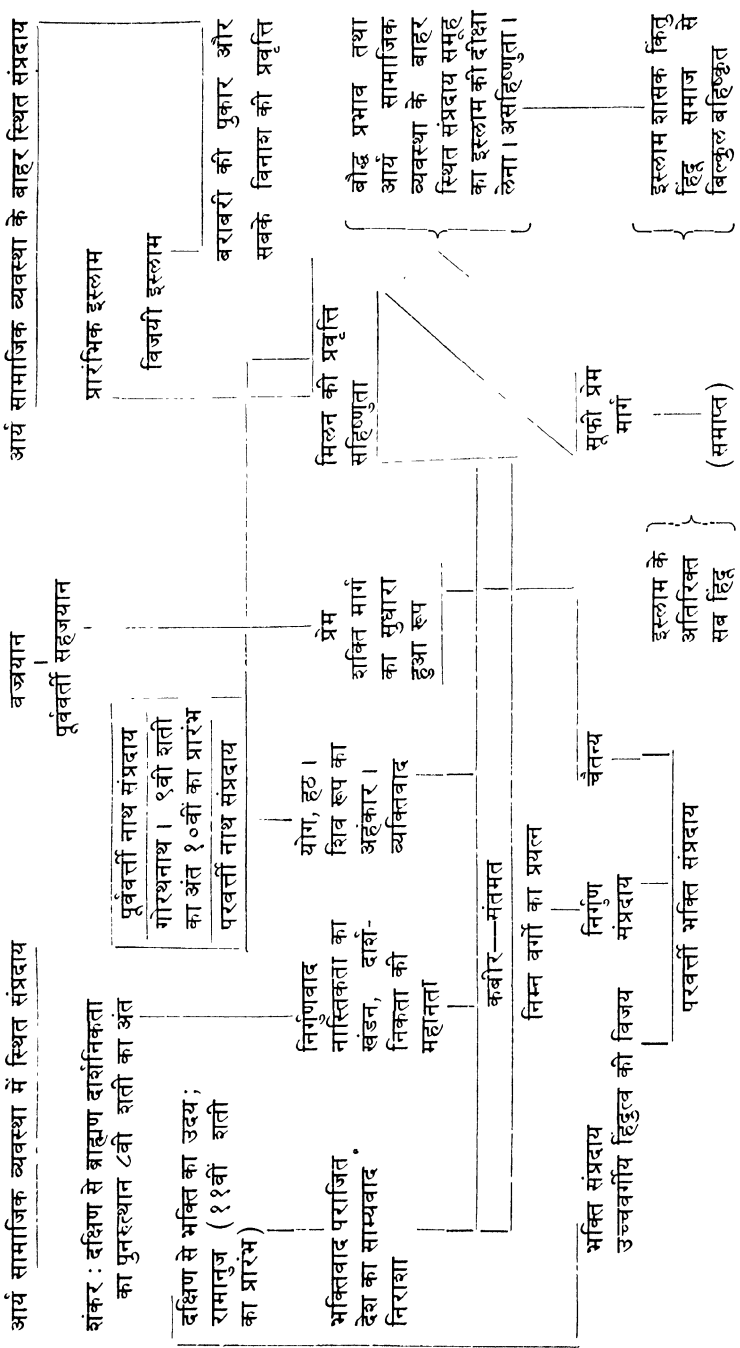 आर्य सामाजिक व्यवस्था में स्थित संप्रदाय
आर्य सामाजिक व्यवस्था के बाहर स्थित संप्रदाय
शंकर : दक्षिण से ब्राह्मण दार्शनिकता
का पुनरुत्थान ८वी शती का अंत
दक्षिण से भक्ति का उदय;
रामानुज (११वीं शती
का प्रारंभ)
पूर्ववर्त्ती नाथ संप्रदाय
गोरथनाथ। ९वी शती
का अंत १०वीं का प्रारंभ
परवर्त्ती नाथ संप्रदाय
वज्रयान
पूर्ववर्ती सहजयान
प्रारंभिक इस्लाम
विजयी इस्लाम
बराबरी की पुकार और
सबके विनाश की प्रवृत्ति
भक्तिवाद पराजित
देश का साम्यवाद
निराशा
निर्गुणवाद
नास्तिकता का
खंडन, दार्श-
निकता की
महानता
योग, हठ।
शिव रूप का
अहंकार।
व्यक्तिवाद
प्रेम
शक्ति मार्ग
का सुधारा
हुआ रूप
मिलन की प्रवृत्ति
सहिष्णुता
बौद्ध प्रभाव तथा
आर्य सामाजिक
व्यवस्था के बाहर
स्थित संप्रदाय समूह
का इस्लाम की दीक्षा
लेना। असहिष्णुता।
कबीर—संतमत
निम्न वर्गो का प्रयत्न
भक्ति संप्रदाय
उच्चवर्गीय हिंदुत्व की विजय
निर्गुण
संप्रदाय
चैतन्य
सूफी प्रेम
मार्ग
परवर्त्ती भक्ति संप्रदाय
इस्लाम के
अतिरिक्त
सब हिंदू
(समाप्त)
इस्लाम शासक किंतु
हिंदू समाज से
बिल्कुल बहिष्कृत